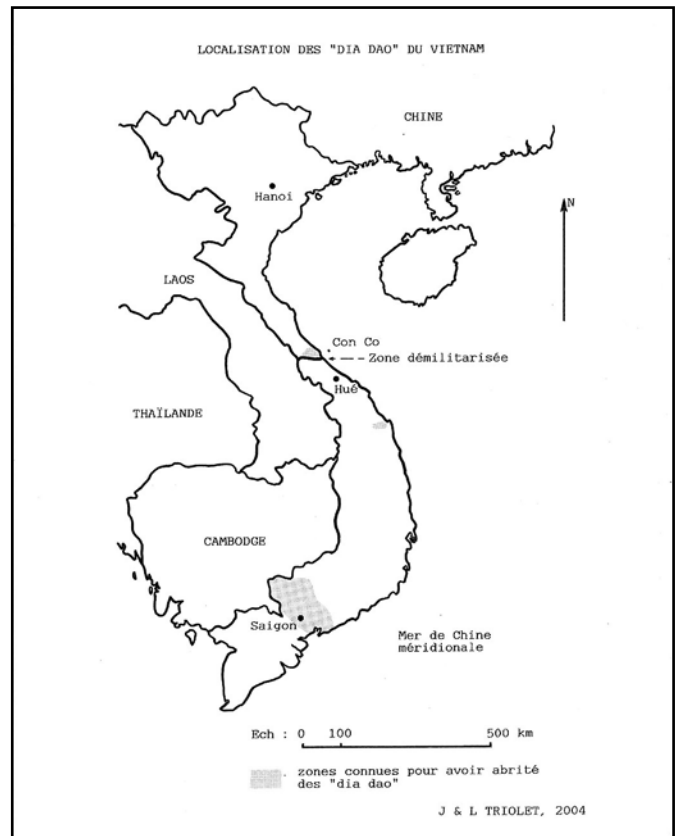 LOCALISATION DES "DIA DAO" DU VIETNAM
CHINE
Hanoi
N
LAOS
Con Co
Zone démilitarisée
Hué
THAÏLANDE
CAMBODGE
Saigon
Mer de Chine
méridionale
Ech : 0 100 500 km
zones connues pour avoir abrité
des "dia dao"
J & L TRIOLET, 2004